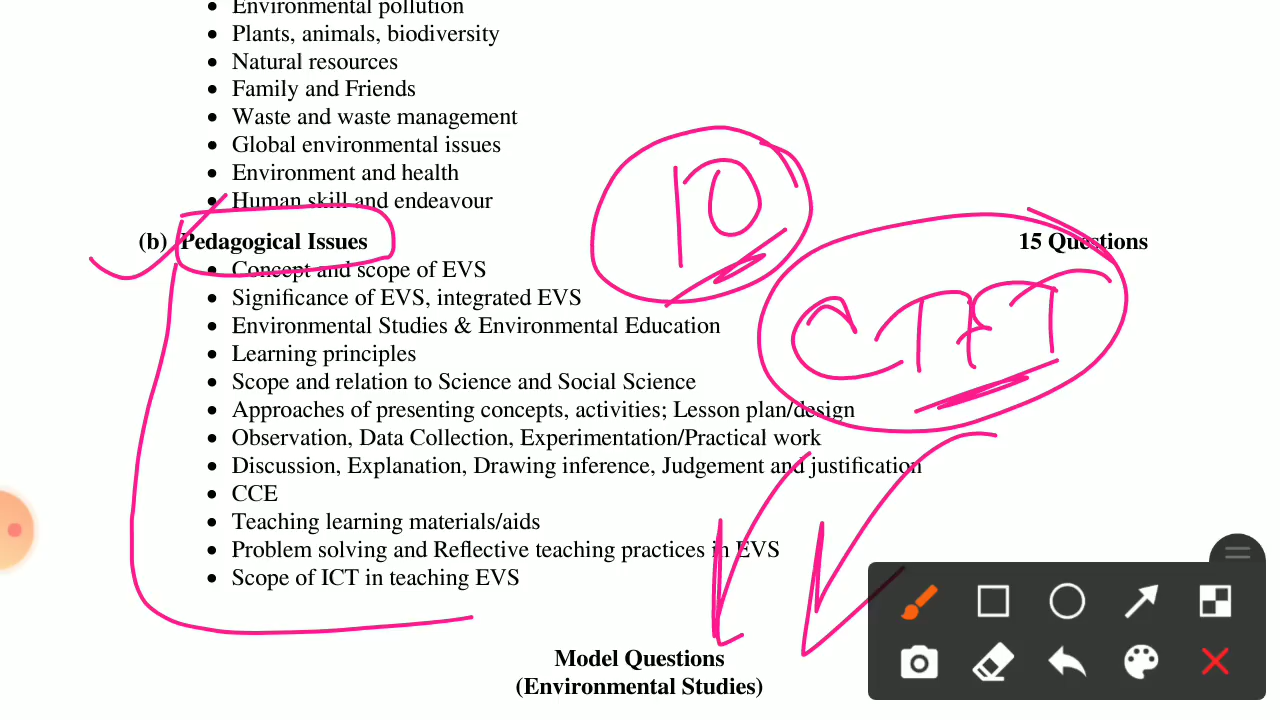 Environmental pollution
• Plants, animals, biodiversity
• Natural resources
• Family and Friends
• Waste and waste management
• Global environmental issues
• Environment and health
• Human skill and endeavour
10
(b) Pedagogical Issues 15 Questions
• Concept and scope of EVS
• Significance of EVS, integrated EVS
• Environmental Studies & Environmental Education
CTET
• Learning principles
• Scope and relation to Science and Social Science
• Approaches of presenting concepts, activities; Lesson plan/design
• Observation, Data Collection, Experimentation/Practical work
• Discussion, Explanation, Drawing inference, Judgement and justification
• CCE
• Teaching learning materials/aids
• Problem solving and Reflective teaching practices in EVS
• Scope of ICT in teaching EVS
Model Questions
(Environmental Studies)